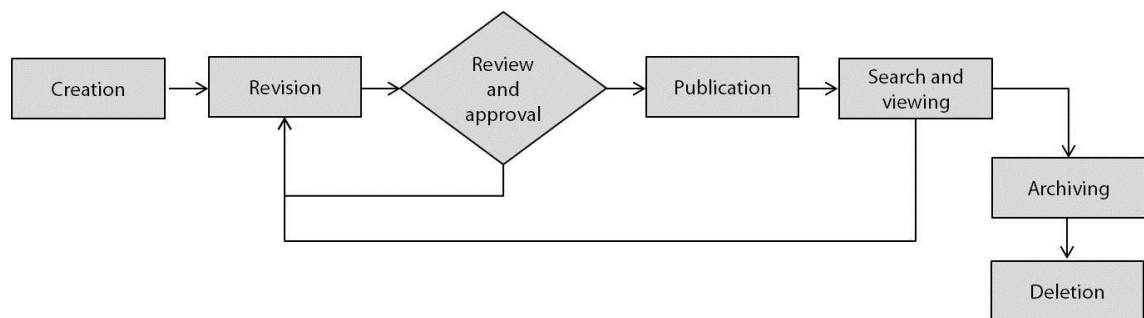 Creation
Revision
Review
and
approval
Publication
Search and
viewing
Archiving
Deletion